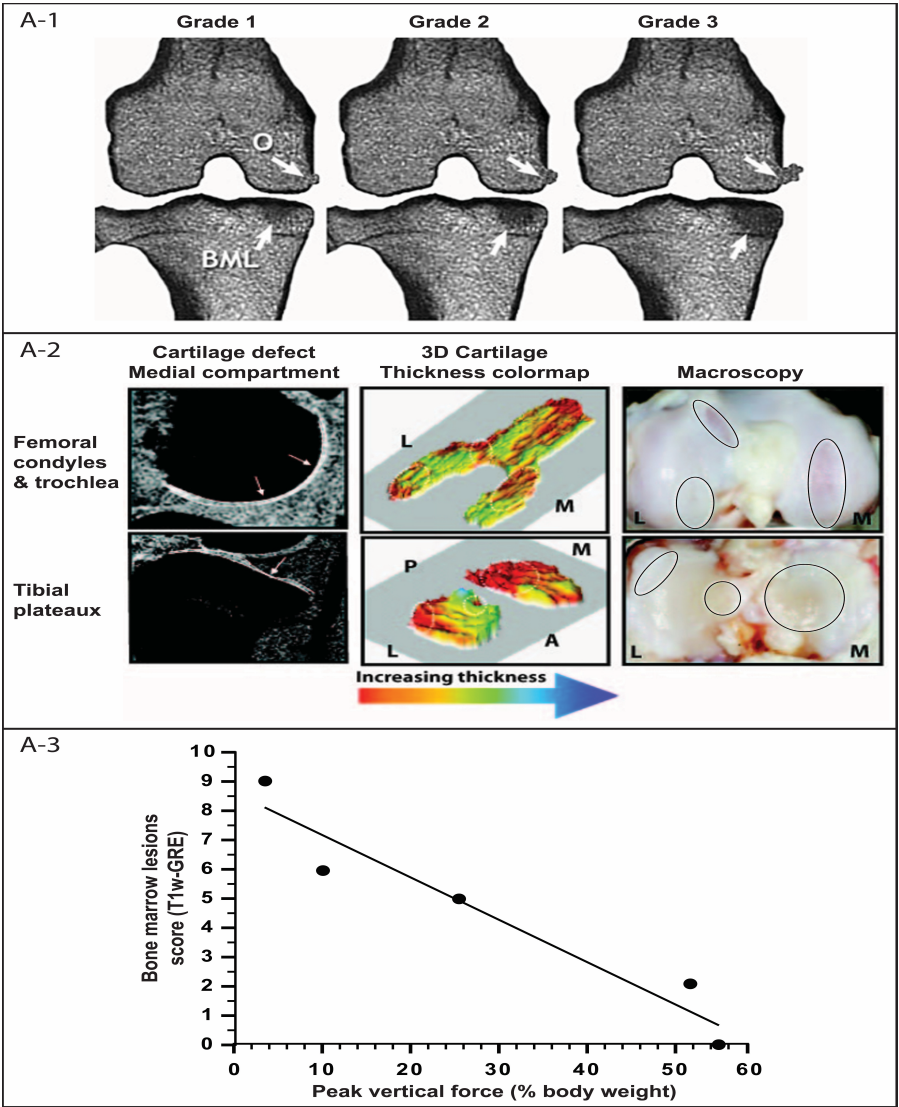 A-1
Grade 1
Grade 2
Grade 3
O
BML
A-2
Cartilage defect
Medial compartment
3D Cartilage
Thickness colormap
Macroscopy
Femoral
condyles
& trochlea
L
M
L
M
Tibial
plateaux
P
M
L
A
L
M
Increasing thickness
A-3
Bone marrow lesions
score (T1w-GRE)
10
9
8
7
6
5
4
3
2
1
0
0
10
20
30
40
50
60
Peak vertical force (% body weight)